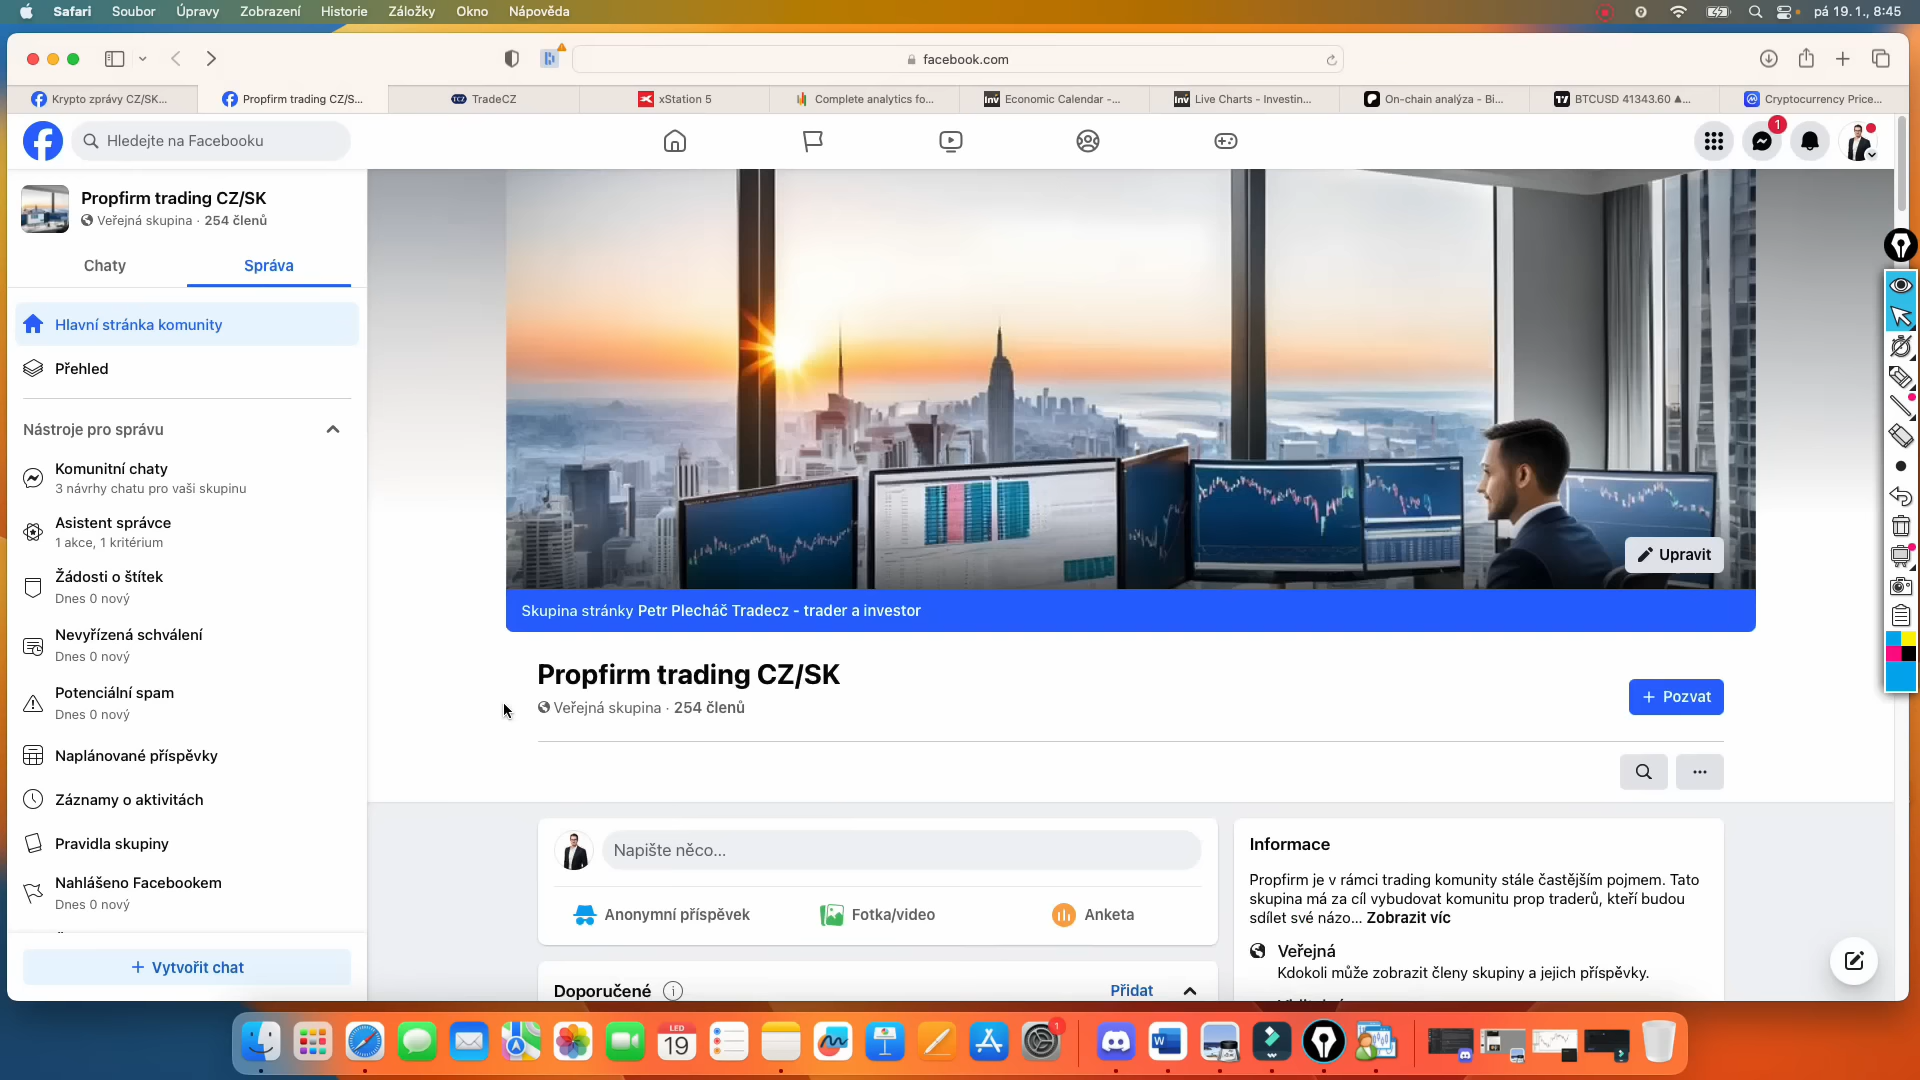 Safari Soubor Úpravy Zobrazení Historie Záložky Okno Nápověda pá 19.1., 8:45
facebook.com
Krypto zprávy CZ/SK... Propfirm trading CZ/S... TradeCZ xStation 5 Complete analytics fo... Economic Calendar -... Live Charts - Investin... On-chain analýza - Bi... BTCUSD 41343.60 ▲... Cryptocurrency Price...
Hledejte na Facebooku
1
Propfirm trading CZ/SK
Veřejná skupina · 254 členů
Chaty Správa
Hlavní stránka komunity
Přehled
Nástroje pro správu
Komunitní chaty
3 návrhy chatu pro vaši skupinu
Asistent správce
1 akce, 1 kritérium
Žádosti o štítek
Dnes 0 nový
Nevyřízená schválení
Dnes 0 nový
Potenciální spam
Dnes 0 nový
Naplánované příspěvky
Záznamy o aktivitách
Pravidla skupiny
Nahlášeno Facebookem
Dnes 0 nový
+ Vytvořit chat
Upravit
Skupina stránky Petr Plecháč Tradecz - trader a investor
Propfirm trading CZ/SK
Veřejná skupina · 254 členů
+ Pozvat
Napište něco...
Anonymní příspěvek Fotka/video Anketa
Doporučené Přidat
Informace
Propfirm je v rámci trading komunity stále častějším pojmem. Tato
skupina má za cíl vybudovat komunitu prop traderů, kteří budou
sdílet své názo... Zobrazit víc
Veřejná
Kdokoli může zobrazit členy skupiny a jejich příspěvky.
LED
19
1